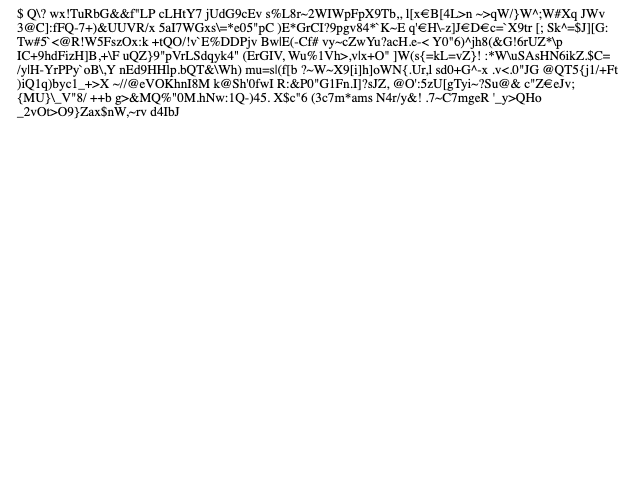 $ Q\? wx!TuRbG&&f"LP cLHtY7 jUdG9cEv s%L8r~2WIWpFpX9Tb,, l[x€B[4L>n ~>qW/}W^;W#Xq JWv
3@C]:fFQ-7+)&UUVR/x 5aI7WGxs\=*e05"pC )E*GrCI?9pgv84*`K~E q'€H\-z]J€D€c=`X9tr [; Sk^=$J][G:
Tw#5`<@R!W5FszOx:k +tQO/!v`E%DDPjv Bw|E(-Cf# vy~cZwYu?acH.e-< Y0"6)^jh8(&G!6rUZ*\p
IC+9hdFizH]B,+\F uQZ}9"pVrLSdqyk4" (ErGIV, Wu%1Vh>,v|x+O" ]W(s{=kL=vZ}! :*W\uSAsHN6ikZ.$C=
/y|H-YrPPy`oB\,Y nEd9HHlp.bQT&\Wh) mu=s|(f[b ?~W~X9[i]h]oWN{.Ur,l sd0+G^-x .v<.0"JG @QT5{j1/+Ft
)iQ1q)byc1_+>X ~//@eVOKhnI8M k@Sh'0fwI R:&P0"G1Fn.I]?sJZ, @O':5zU[gTyi~?Su@& c"Z€eJv;
{MU}\_V"8/ ++b g>&MQ%"0M.hNw:1Q-)45. X$c"6 (3c7m*ams N4r/y&! .7~C7mgeR '_y>QHo
_2vOt>O9}Zax$nW,~rv d4IbJ